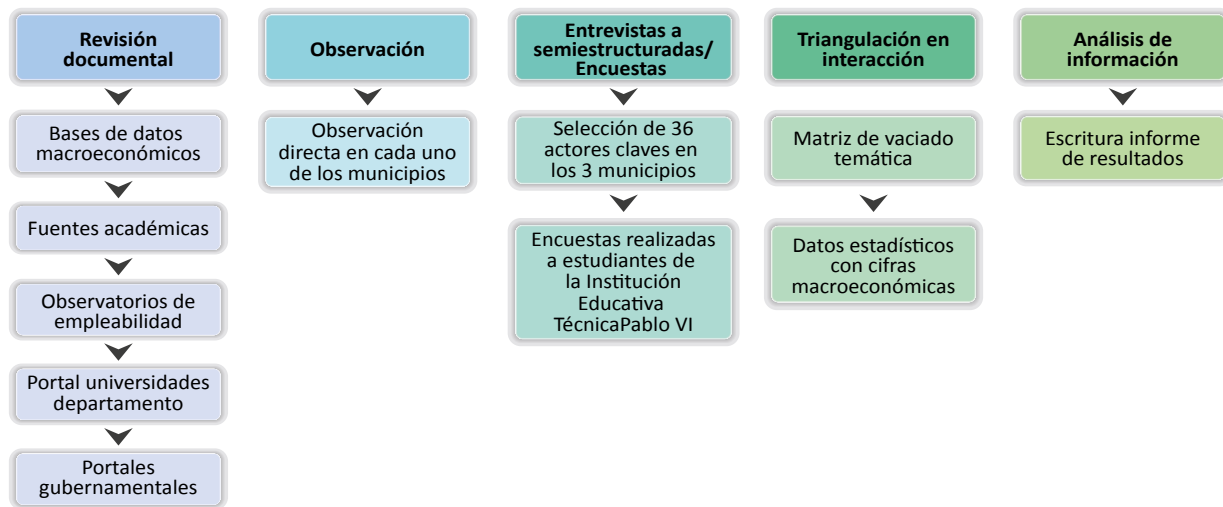 Revisión
documental
Bases de datos
macroeconómicos
Fuentes académicas
Observatorios de
empleabilidad
Portal universidades
departamento
Portales
gubernamentales
Observación
Observación
directa en cada uno
de los municipios
Entrevistas a
semiestructuradas/
Encuestas
Selección de 36
actores claves en
los 3 municipios
Encuestas realizadas
a estudiantes de
la Institución
Educativa
TécnicaPablo VI
Triangulación en
interacción
Matriz de vaciado
temática
Datos estadísticos
con cifras
macroeconómicas
Análisis de
información
Escritura informe
de resultados